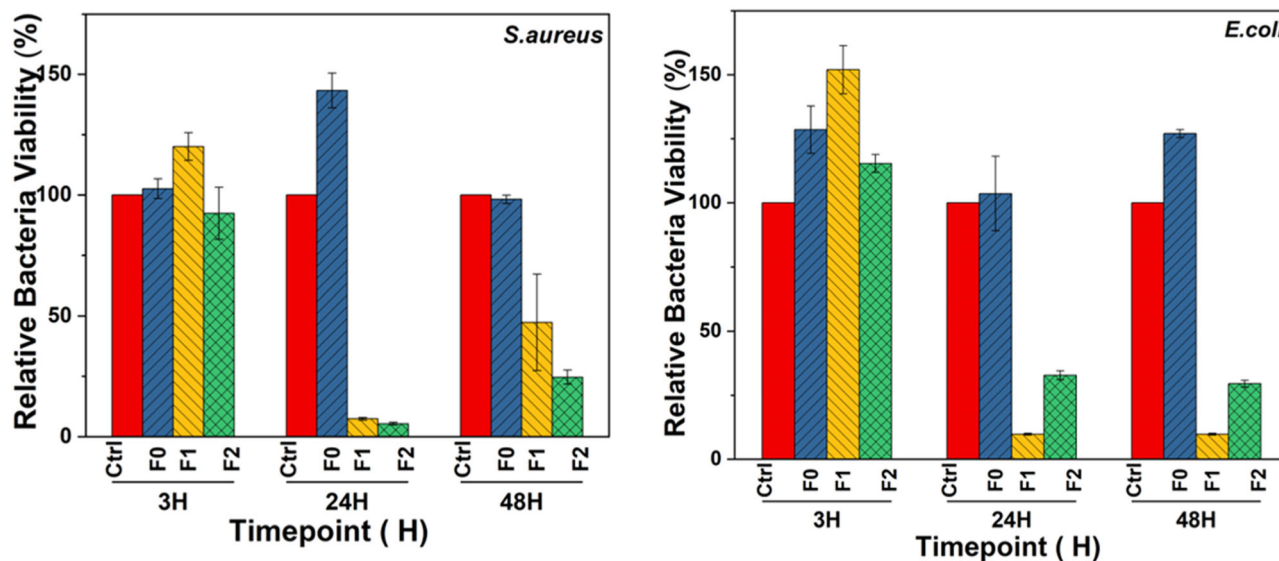 S.aureus
Relative Bacteria Viability (%)
150
100
50
0
Ctrl F0 F1 F2 Ctrl F0 F1 F2 Ctrl F0 F1 F2
3H 24H 48H
Timepoint ( H)
E.coli
Relative Bacteria Viability (%)
150
100
50
0
Ctrl F0 F1 F2 Ctrl F0 F1 F2 Ctrl F0 F1 F2
3H 24H 48H
Timepoint ( H)